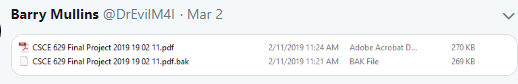 Barry Mullins @DrEvilM4l · Mar 2
CSCE 629 Final Project 2019 19 02 11.pdf 2/11/2019 11:24 AM Adobe Acrobat D... 270 KB
CSCE 629 Final Project 2019 19 02 11.pdf.bak 2/11/2019 11:21 AM BAK File 269 KB